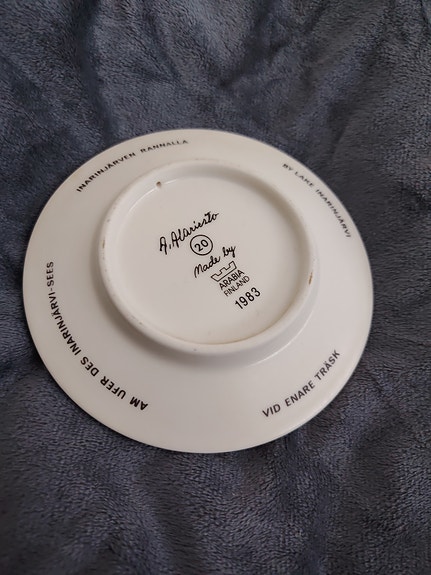 INARINJÄRVEN RANNALLA
BY LAKE INARINJÄRVI
A. Alariesto
20
Made by
ARABIA
FINLAND
1983
AM UFER DES INARINJÄRVI-SEES
VID ENARE TRÄSK